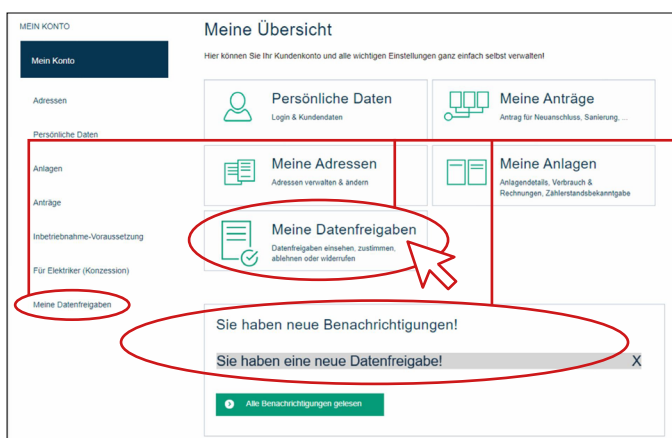 MEIN KONTO
Mein Konto
Adressen
Persönliche Daten
Anlagen
Anträge
Inbetriebnahme-Voraussetzung
Für Elektriker (Konzession)
Meine Datenfreigaben
Meine Übersicht
Hier können Sie Ihr Kundenkonto und alle wichtigen Einstellungen ganz einfach selbst verwalten!
Persönliche Daten
Login & Kundendaten
Meine Anträge
Antrag für Neuanschluss, Sanierung, ...
Meine Adressen
Adressen verwalten & ändern
Meine Anlagen
Anlagendetails, Verbrauch &
Rechnungen, Zählerstandsbekanntgabe
Meine Datenfreigaben
Datenfreigaben einsehen, zustimmen,
ablehnen oder widerrufen
Sie haben neue Benachrichtigungen!
Sie haben eine neue Datenfreigabe! X
Alle Benachrichtigungen gelesen